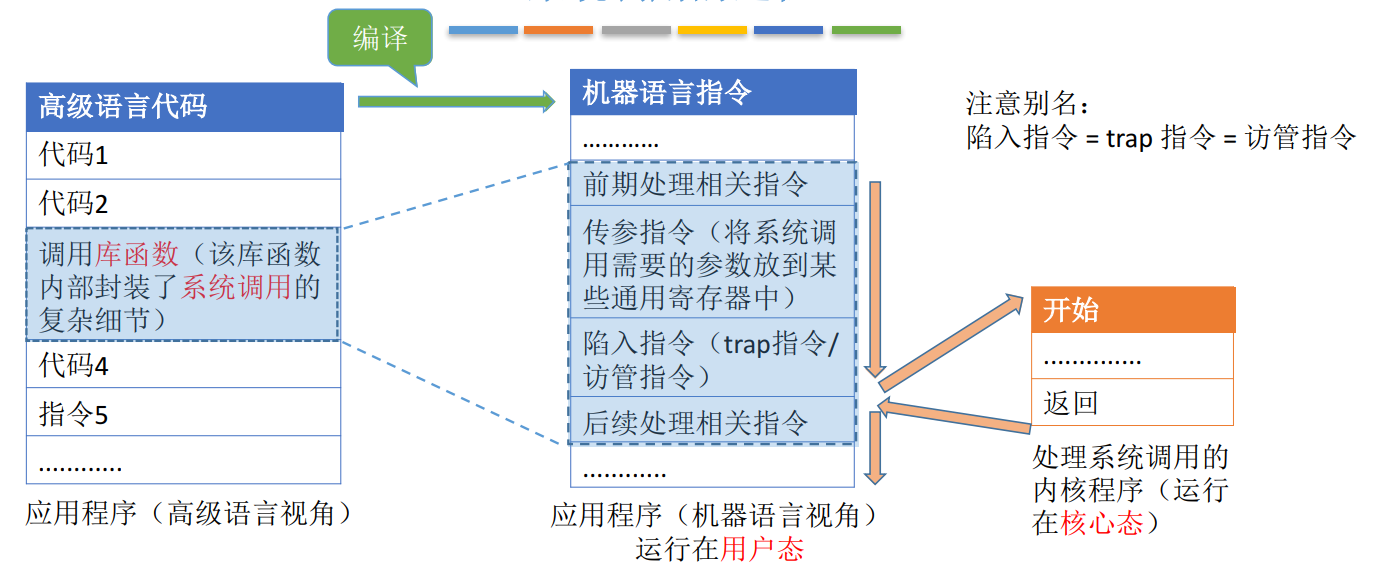 编译
高级语言代码
代码1
代码2
调用库函数（该库函数
内部封装了系统调用的
复杂细节）
代码4
指令5
............
应用程序（高级语言视角）
机器语言指令
............
前期处理相关指令
传参指令（将系统调
用需要的参数放到某
些通用寄存器中）
陷入指令（trap指令/
访管指令）
后续处理相关指令
............
应用程序（机器语言视角）
运行在用户态
注意别名：
陷入指令 = trap 指令 = 访管指令
开始
..............
返回
处理系统调用的
内核程序（运行
在核心态）